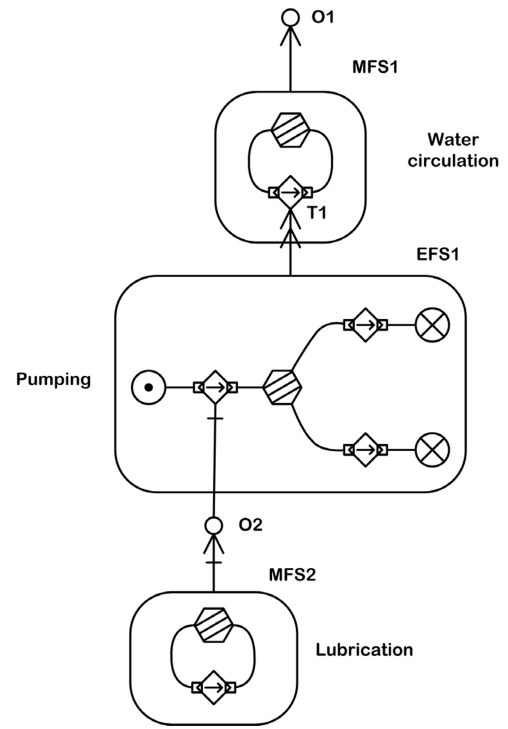 O1
MFS1
Water
circulation
T1
EFS1
Pumping
O2
MFS2
Lubrication